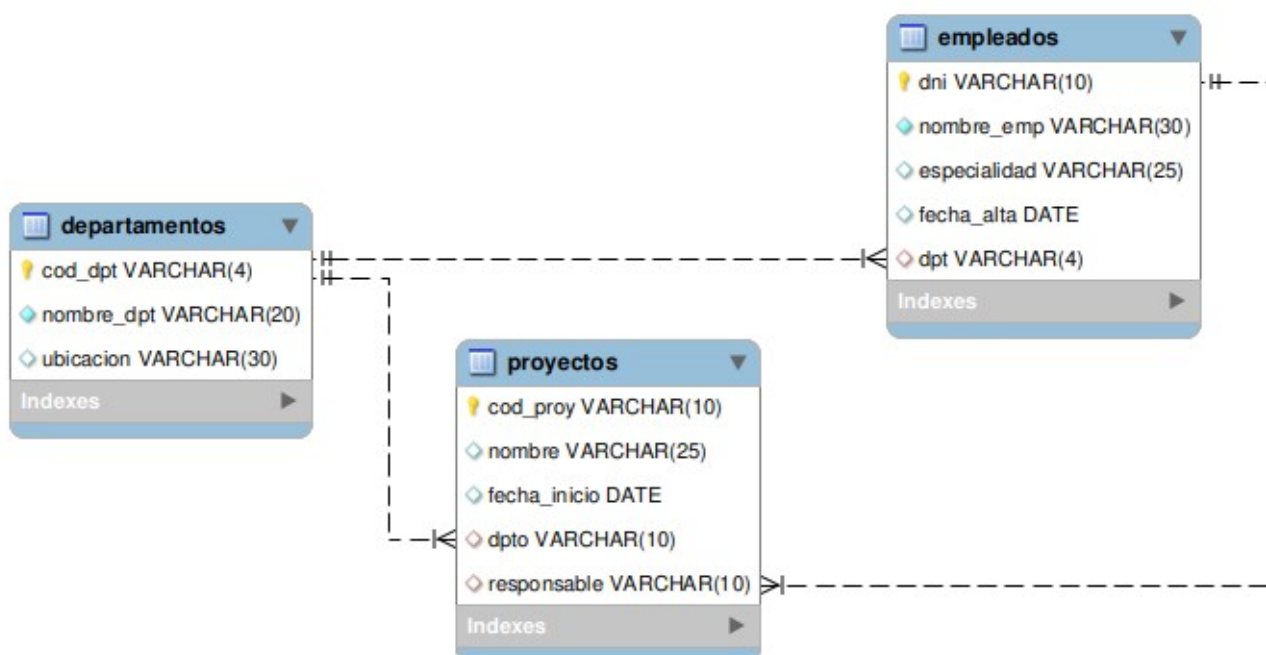 empleados
dni VARCHAR(10)
nombre_emp VARCHAR(30)
especialidad VARCHAR(25)
fecha_alta DATE
dpt VARCHAR(4)
Indexes
departamentos
cod_dpt VARCHAR(4)
nombre_dpt VARCHAR(20)
ubicacion VARCHAR(30)
Indexes
proyectos
cod_proy VARCHAR(10)
nombre VARCHAR(25)
fecha_inicio DATE
dpto VARCHAR(10)
responsable VARCHAR(10)
Indexes